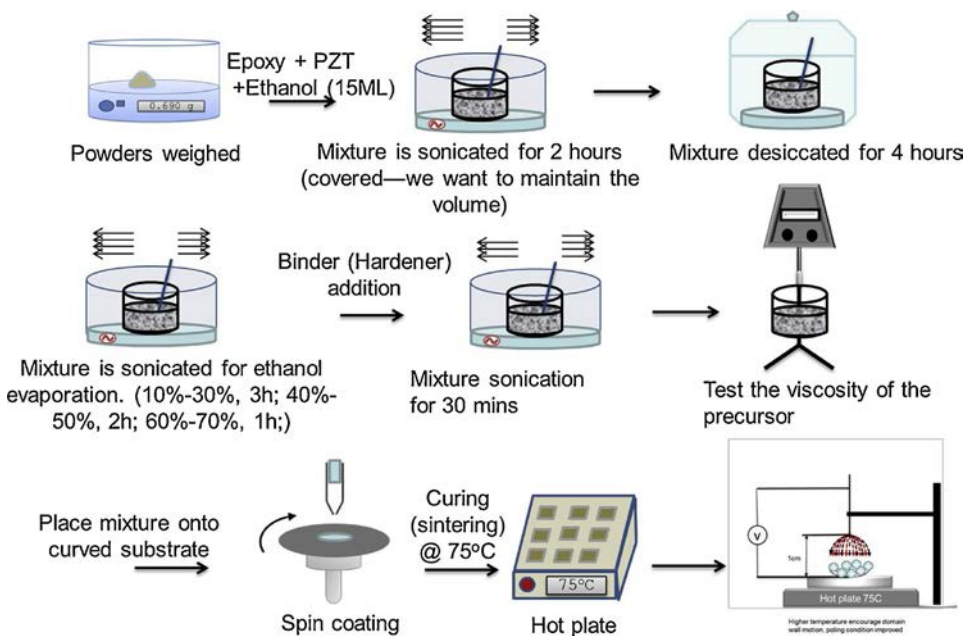 Epoxy + PZT
+Ethanol (15ML)
0.690 g
Powders weighed
Mixture is sonicated for 2 hours
(covered—we want to maintain the
volume)
Mixture desiccated for 4 hours
Binder (Hardener)
addition
Mixture is sonicated for ethanol
evaporation. (10%-30%, 3h; 40%-
50%, 2h; 60%-70%, 1h;)
Mixture sonication
for 30 mins
Test the viscosity of the
precursor
Place mixture onto
curved substrate
Spin coating
Curing
(sintering)
@ 75ºC
75ºC
Hot plate
V
5cm
Hot plate 75C
Higher temperature encourage domain
wall motion, poling condition improved